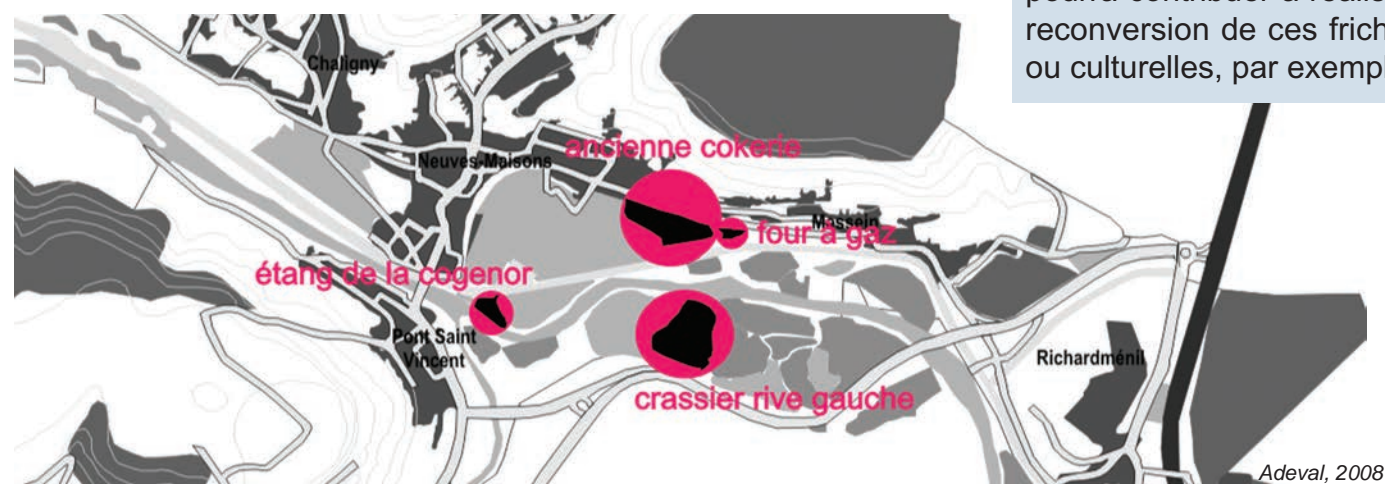 reconversion de ces
ou culturelles, par
Chaligny
ancienne cokerie
Neuves-Maisons
Massein
four à gaz
étang de la cogenor
Pont Saint
Vincent
Richardménil
crassier rive gauche
Adeval, 2008